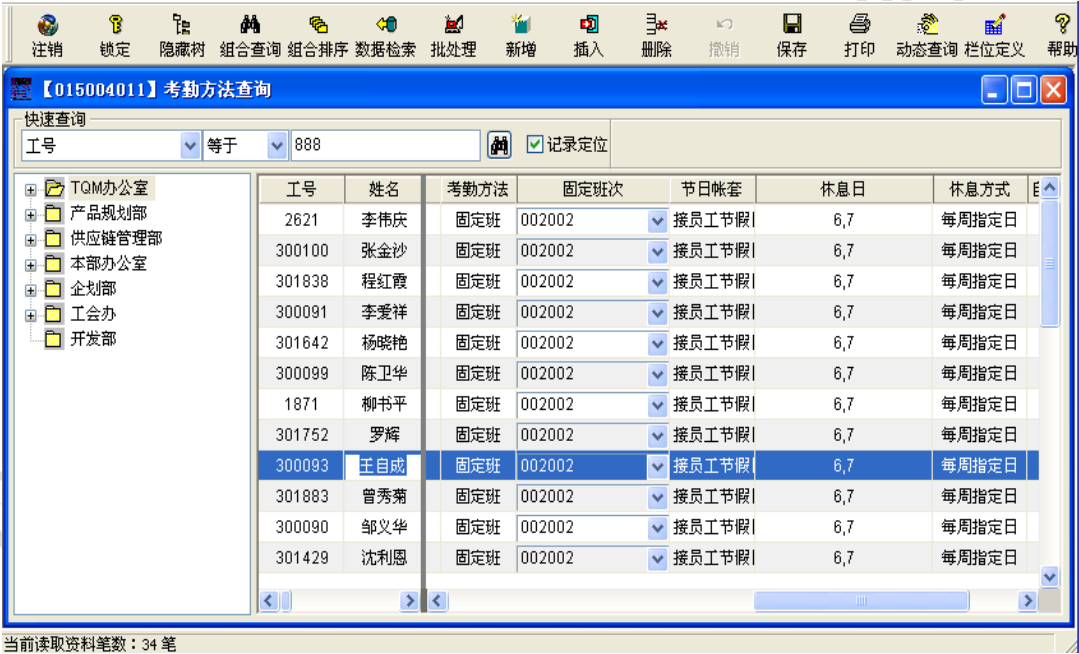 注销 锁定 隐藏树 组合查询 组合排序 数据检索 批处理 新增 插入 删除 撤销 保存 打印 动态查询 栏位定义 帮助
【015004011】考勤方法查询
快速查询
工号 等于 888 记录定位
TQM办公室
产品规划部
供应链管理部
本部办公室
企划部
工会办
开发部
工号 姓名 考勤方法 固定班次 节日帐套 休息日 休息方式
2621 李伟庆 固定班 002002 接员工节假 6,7 每周指定日
300100 张金沙 固定班 002002 接员工节假 6,7 每周指定日
301838 程红霞 固定班 002002 接员工节假 6,7 每周指定日
300091 李爱祥 固定班 002002 接员工节假 6,7 每周指定日
301642 杨晓艳 固定班 002002 接员工节假 6,7 每周指定日
300099 陈卫华 固定班 002002 接员工节假 6,7 每周指定日
1871 柳书平 固定班 002002 接员工节假 6,7 每周指定日
301752 罗辉 固定班 002002 接员工节假 6,7 每周指定日
300093 王自成 固定班 002002 接员工节假 6,7 每周指定日
301883 曾秀菊 固定班 002002 接员工节假 6,7 每周指定日
300090 邹义华 固定班 002002 接员工节假 6,7 每周指定日
301429 沈利恩 固定班 002002 接员工节假 6,7 每周指定日
当前读取资料笔数：34 笔